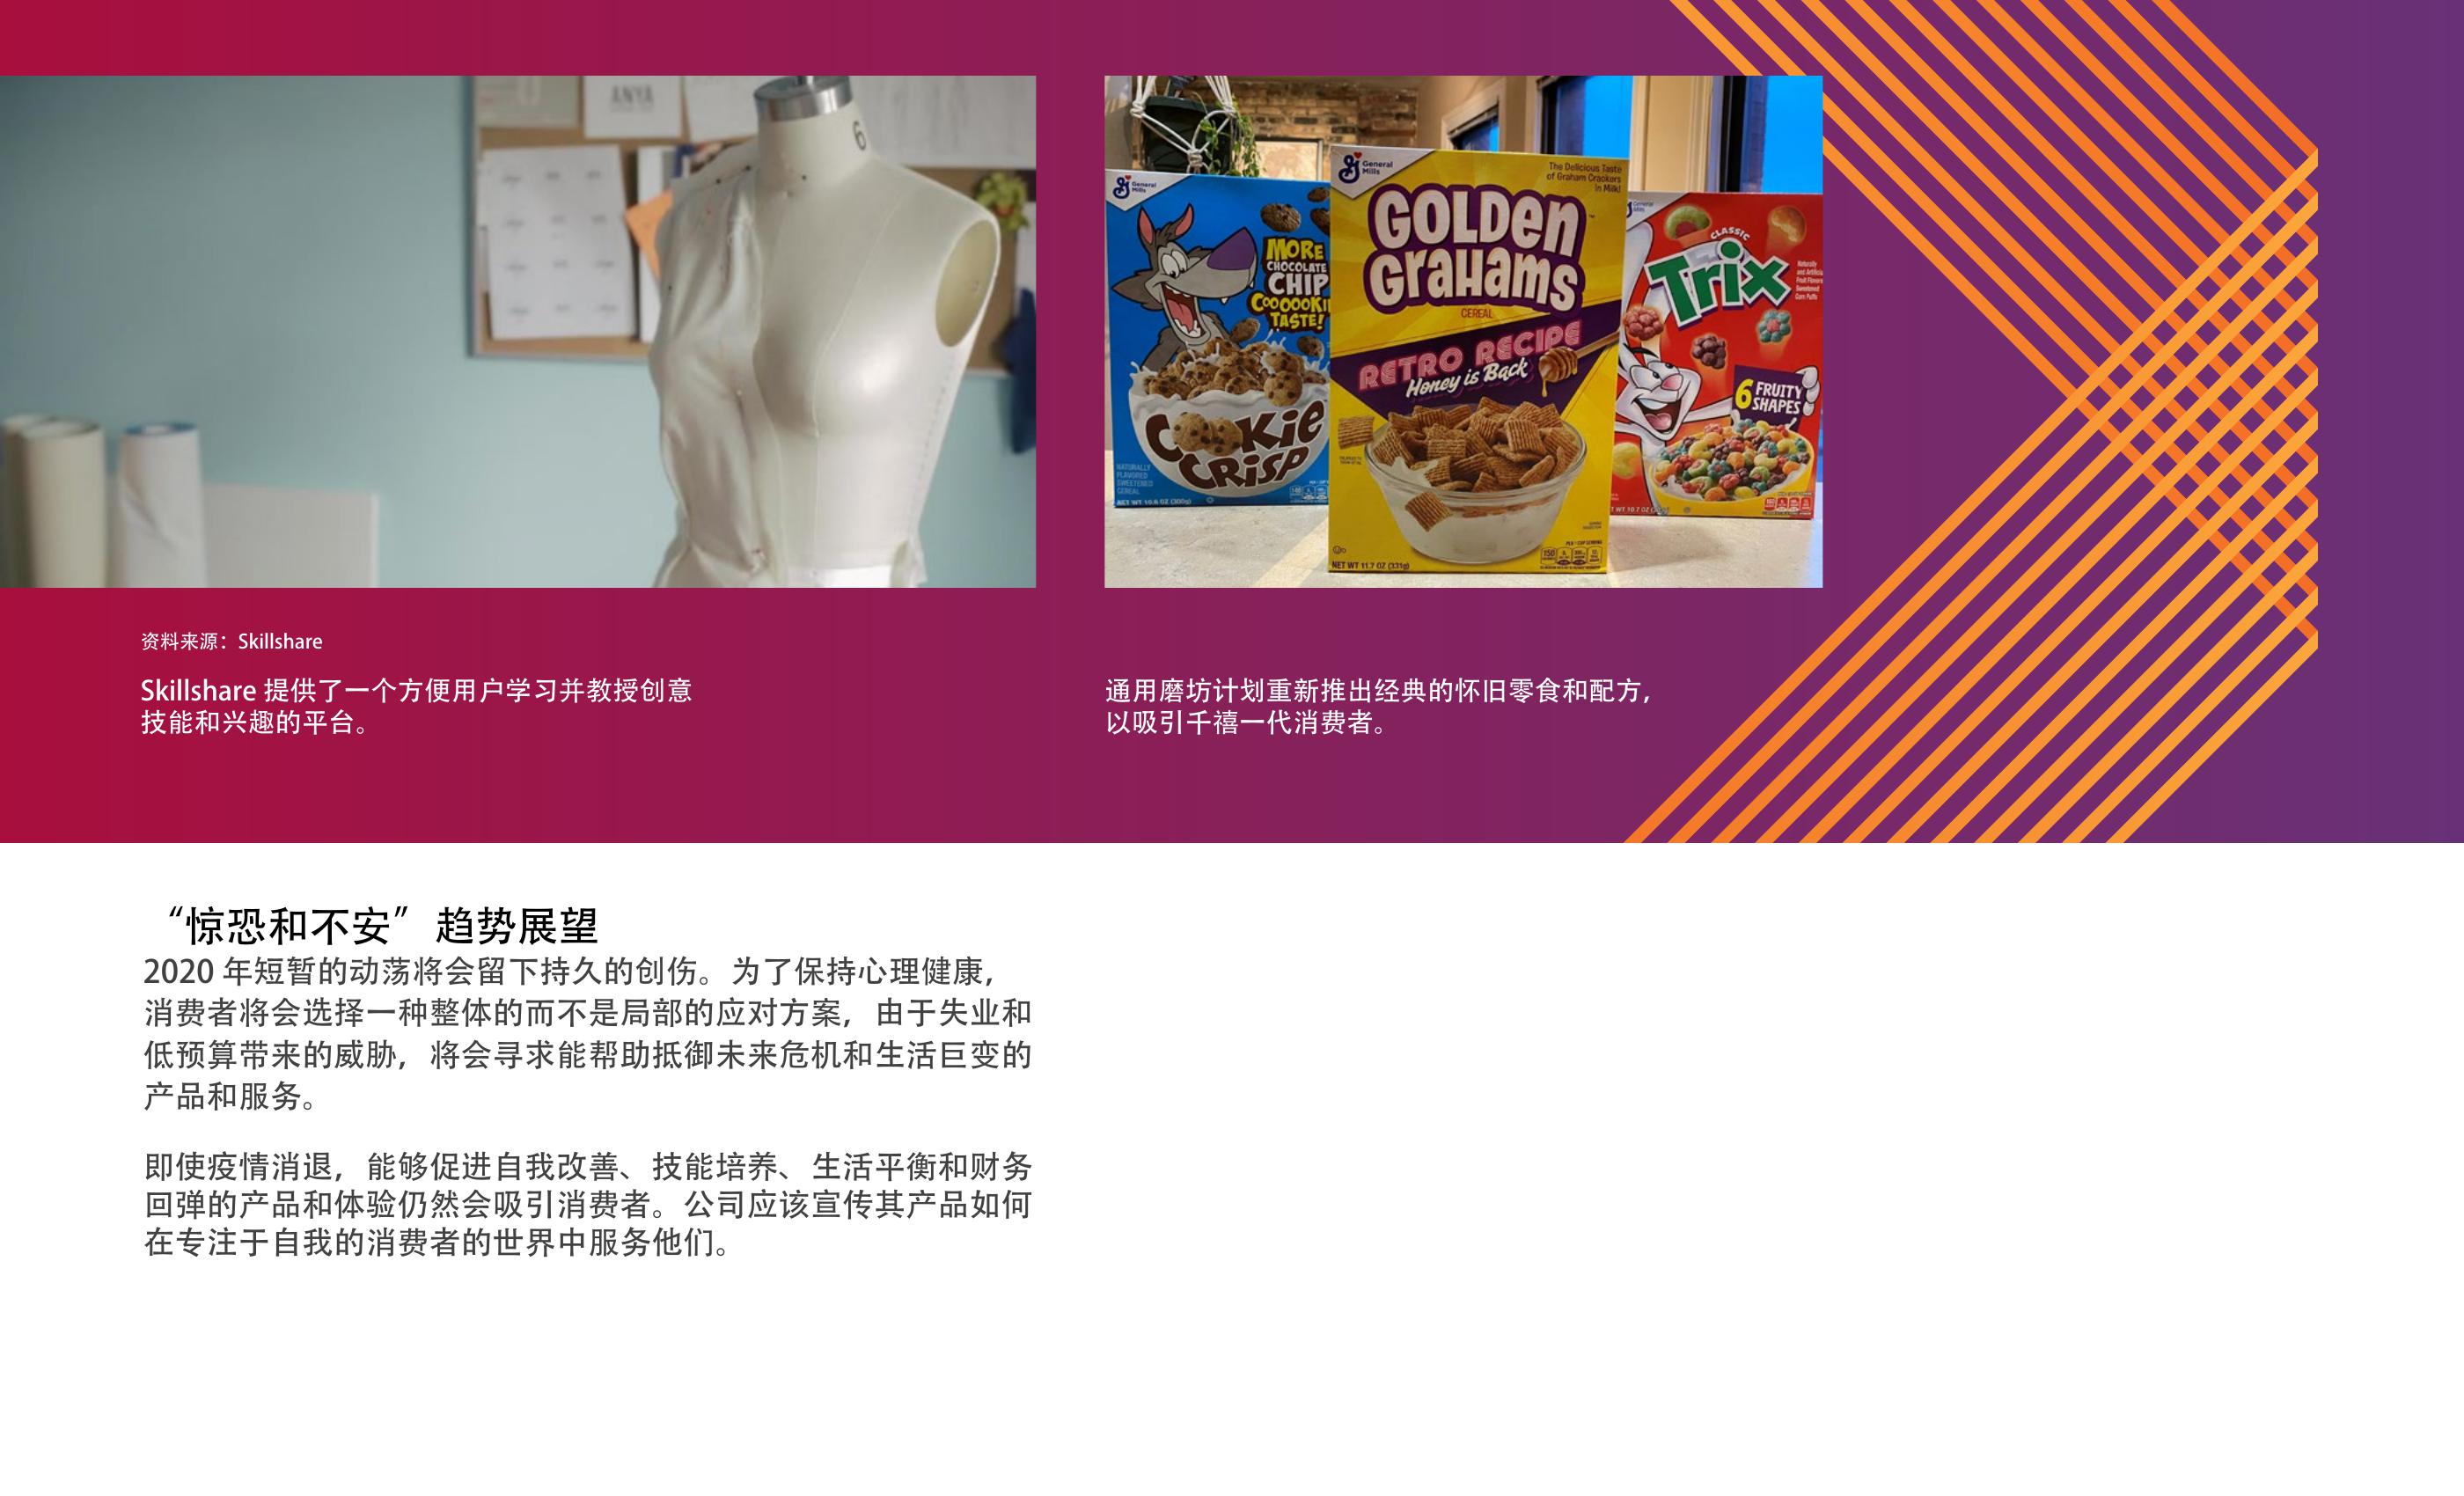 ANYA
6
General Mills
MORE
CHOCOLATE
CHIP
COOOOKI
TASTE!
COOKiE
CRiSP
NATURALLY
FLAVORED
SWEETENED
CEREAL
NET WT 10.6 OZ (300g)
General Mills
The Delicious Taste
of Graham Crackers
in Milk!
GOLDen
GraHams
CEREAL
RETRO RECIPE
Honey is Back
PER 1 CUP SERVING
150
NET WT 11.7 OZ (331g)
General Mills
CLASSIC
Trix
Naturally
and Artificial
Fruit Flavored
Sweetened
Corn Puffs
6 FRUITY
SHAPES
资料来源：Skillshare
Skillshare 提供了一个方便用户学习并教授创意
技能和兴趣的平台。
通用磨坊计划重新推出经典的怀旧零食和配方，
以吸引千禧一代消费者。
“惊恐和不安”趋势展望
2020 年短暂的动荡将会留下持久的创伤。为了保持心理健康，
消费者将会选择一种整体的而不是局部的应对方案，由于失业和
低预算带来的威胁，将会寻求能帮助抵御未来危机和生活巨变的
产品和服务。
即使疫情消退，能够促进自我改善、技能培养、生活平衡和财务
回弹的产品和体验仍然会吸引消费者。公司应该宣传其产品如何
在专注于自我的消费者的世界中服务他们。